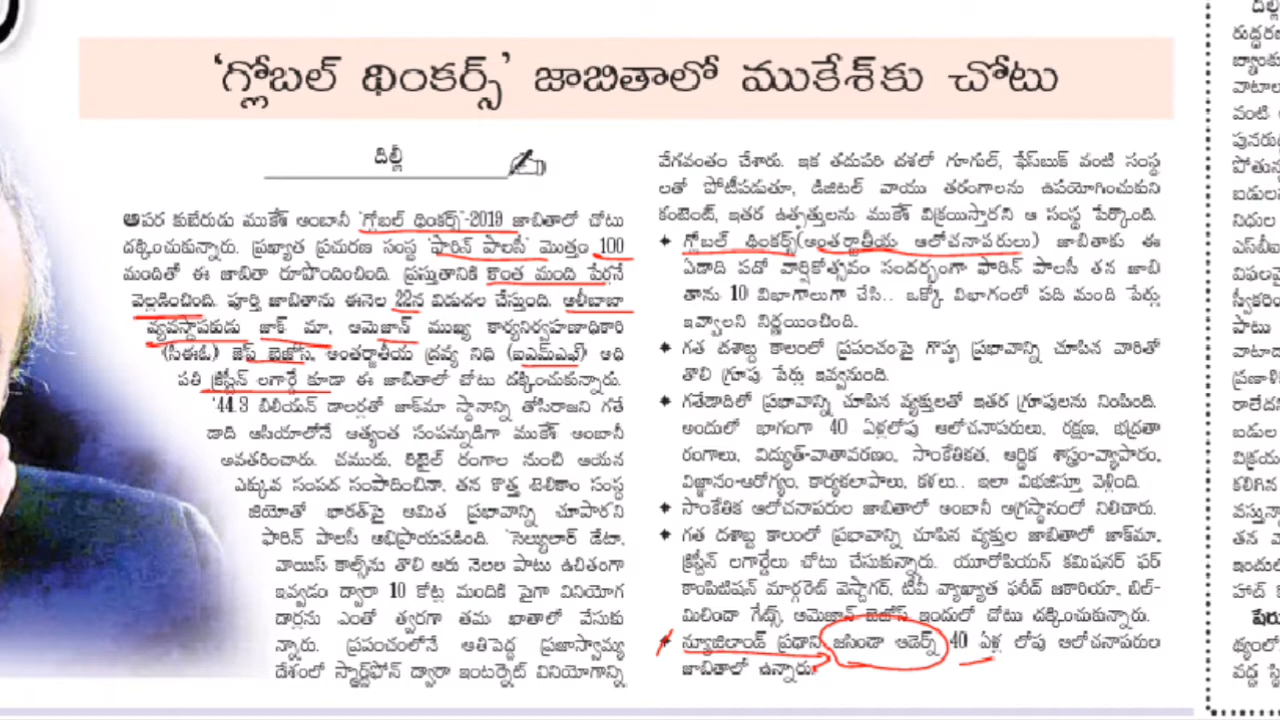 ‘గ్లోబల్ థింకర్స్’ జాబితాలో ముకేశ్‌కు చోటు
దిల్లీ
అపర కుబేరుడు ముకేశ్ అంబానీ ‘గ్లోబల్ థింకర్స్’-2019 జాబితాలో చోటు
దక్కించుకున్నారు. ప్రఖ్యాత ప్రచురణ సంస్థ ‘ఫారిన్ పాలసీ’ మొత్తం 100
మందితో ఈ జాబితా రూపొందించింది. ప్రస్తుతానికి కొంత మంది పేర్లనే
వెల్లడించింది. పూర్తి జాబితాను ఈనెల 22న విడుదల చేస్తుంది. ఆలీబాబా
వ్యవస్థాపకుడు జాక్ మా, అమెజాన్ ముఖ్య కార్యనిర్వహణాధికారి
(సీఈఓ) జెఫ్ బెజోస్, అంతర్జాతీయ ద్రవ్య నిధి (ఐఎమ్ఎఫ్) అధి
పతి క్రిస్టీన్ లగార్డే కూడా ఈ జాబితాలో చోటు దక్కించుకున్నారు.
‘44.3 బిలియన్ డాలర్లతో జాక్‌మా స్థానాన్ని తోసిరాజని గతే
డాది ఆసియాలోనే అత్యంత సంపన్నుడిగా ముకేశ్ అంబానీ
అవతరించారు. చమురు, రిటైల్ రంగాల నుంచి ఆయన
ఎక్కువ సంపద సంపాదించినా, తన కొత్త టెలికాం సంస్థ
జియోతో భారత్‌పై అమిత ప్రభావాన్ని చూపార’ని
ఫారిన్ పాలసీ అభిప్రాయపడింది. ‘సెల్యులార్ డేటా,
వాయిస్ కాల్స్‌ను తొలి ఆరు నెలల పాటు ఉచితంగా
ఇవ్వడం ద్వారా 10 కోట్ల మందికి పైగా వినియోగ
దార్లను ఎంతో త్వరగా తమ ఖాతాలో వేసుకు
న్నారు. ప్రపంచంలోనే అతిపెద్ద ప్రజాస్వామ్య
దేశంలో స్మార్ట్‌ఫోన్ ద్వారా ఇంటర్నెట్ వినియోగాన్ని
వేగవంతం చేశారు. ఇక తదుపరి దశలో గూగుల్, ఫేస్‌బుక్ వంటి సంస్థ
లతో పోటీపడుతూ, డిజిటల్ వాయు తరంగాలను ఉపయోగించుకుని
కంటెంట్, ఇతర ఉత్పత్తులను ముకేశ్ విక్రయిస్తార’ని ఆ సంస్థ పేర్కొంది.
✦ గ్లోబల్ థింకర్స్(అంతర్జాతీయ ఆలోచనాపరులు) జాబితాకు ఈ
ఏడాది పదో వార్షికోత్సవం సందర్భంగా ఫారిన్ పాలసీ తన జాబి
తాను 10 విభాగాలుగా చేసి.. ఒక్కో విభాగంలో పది మంది పేర్లు
ఇవ్వాలని నిర్ణయించింది.
✦ గత దశాబ్ద కాలంలో ప్రపంచంపై గొప్ప ప్రభావాన్ని చూపిన వారితో
తొలి గ్రూపు పేర్లు ఇవ్వనుంది.
✦ గతేడాదిలో ప్రభావాన్ని చూపిన వ్యక్తులతో ఇతర గ్రూపులను నింపింది.
అందులో భాగంగా 40 ఏళ్లలోపు ఆలోచనాపరులు, రక్షణ, భద్రతా
రంగాలు, విద్యుత్-వాతావరణం, సాంకేతికత, ఆర్థిక శాస్త్రం-వ్యాపారం,
విజ్ఞానం-ఆరోగ్యం, కార్యకలాపాలు, కళలు.. ఇలా విభజిస్తూ వెళ్లింది.
✦ సాంకేతిక ఆలోచనాపరుల జాబితాలో అంబానీ అగ్రస్థానంలో నిలిచారు.
✦ గత దశాబ్ద కాలంలో ప్రభావాన్ని చూపిన వ్యక్తుల జాబితాలో జాక్‌మా,
క్రిస్టీన్ లగార్డేలు చోటు చేసుకున్నారు. యూరోపియన్ కమిషనర్ ఫర్
కాంపిటిషన్ మార్గరెట్ వెస్టాగర్, టీవీ వ్యాఖ్యాత ఫరీద్ జకారియా, బిల్-
మిలిందా గేట్స్, అమెజాన్ బెజోస్ ఇందులో చోటు దక్కించుకున్నారు.
✦ న్యూజిలాండ్ ప్రధాని జసిండా ఆడెర్న్ 40 ఏళ్ల లోపు ఆలోచనాపరుల
జాబితాలో ఉన్నారు.